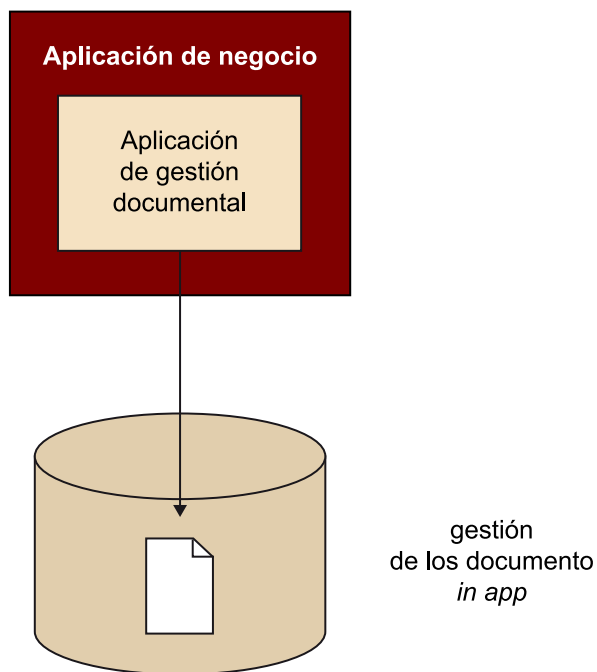 Aplicación de negocio
Aplicación
de gestión
documental
gestión
de los documento
in app